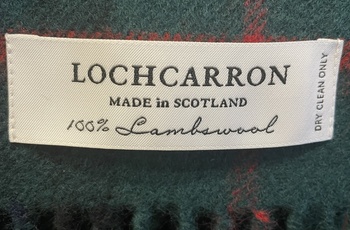 LOCHCARRON
MADE in SCOTLAND
100% Lambswool
DRY CLEAN ONLY